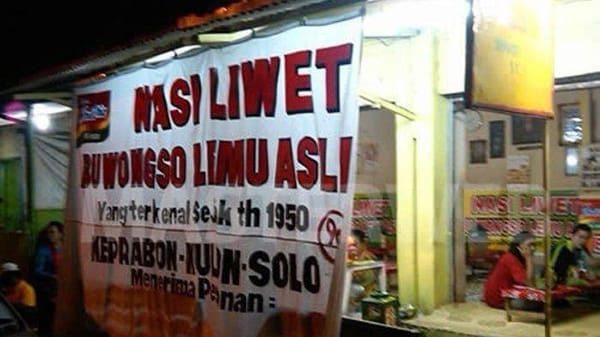 NASI LIWET
BU WONGSO LEMU ASLI
Yang terkenal Sejak th 1950
KEPRABON-KULON-SOLO
Menerima Pesanan :
NASI LIWET